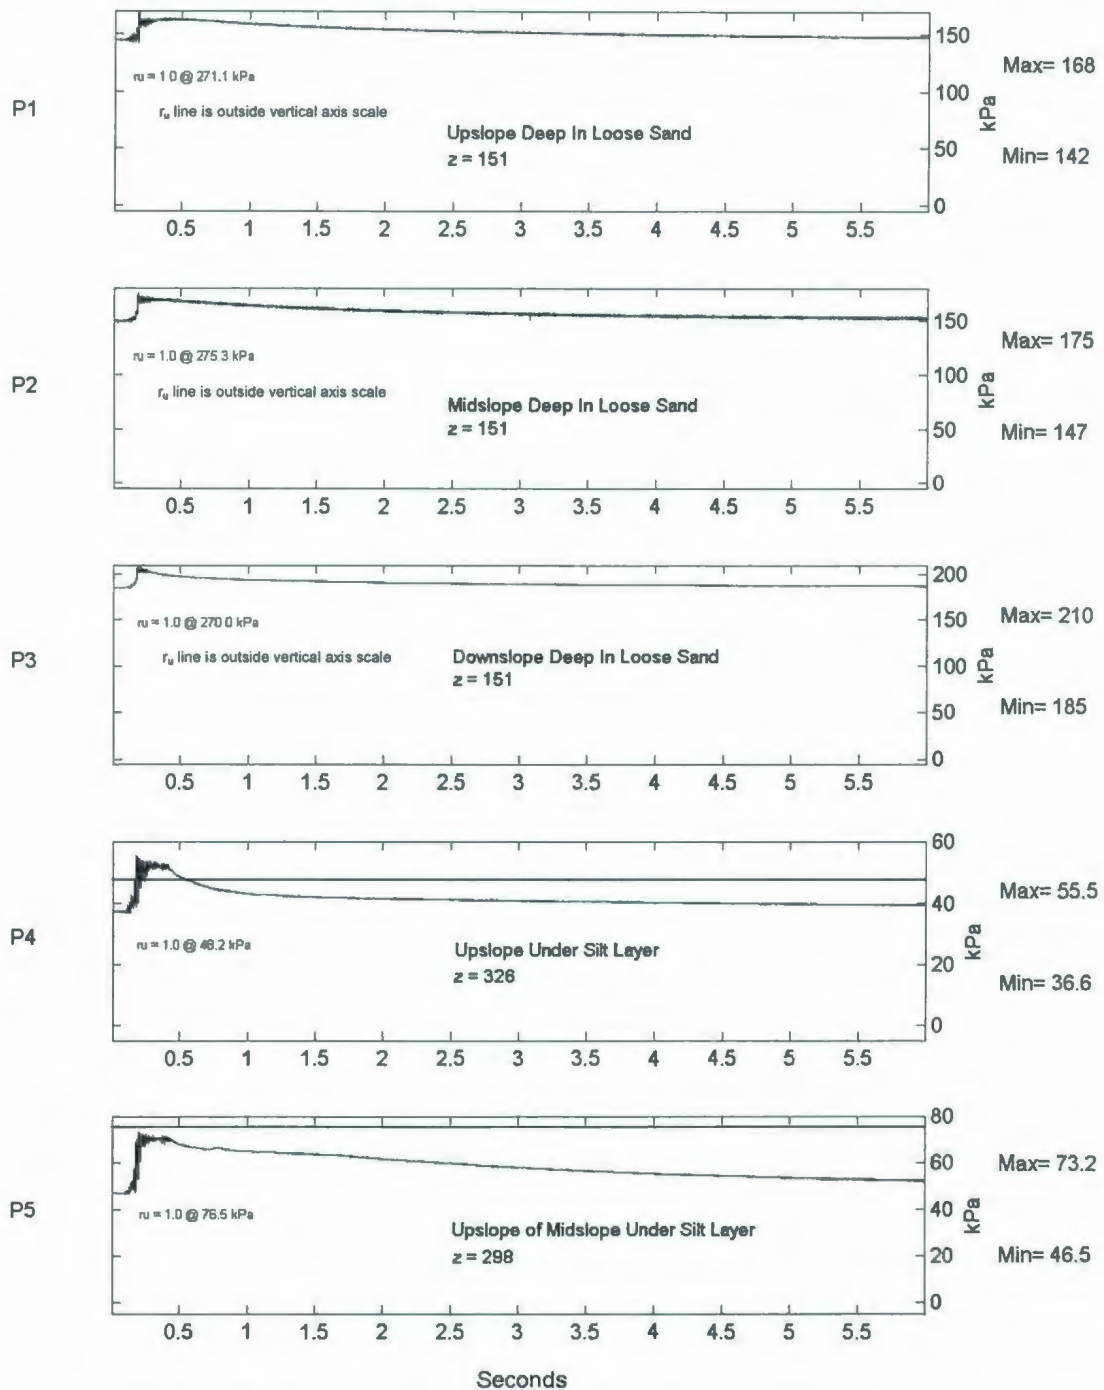 P1
ru = 1.0 @ 271.1 kPa
rᵤ line is outside vertical axis scale
Upslope Deep In Loose Sand
z = 151
150
100
50
0
kPa
Max= 168
Min= 142
0.5 1 1.5 2 2.5 3 3.5 4 4.5 5 5.5
P2
ru = 1.0 @ 275.3 kPa
rᵤ line is outside vertical axis scale
Midslope Deep In Loose Sand
z = 151
150
100
50
0
kPa
Max= 175
Min= 147
0.5 1 1.5 2 2.5 3 3.5 4 4.5 5 5.5
P3
ru = 1.0 @ 270.0 kPa
rᵤ line is outside vertical axis scale
Downslope Deep In Loose Sand
z = 151
200
150
100
50
0
kPa
Max= 210
Min= 185
0.5 1 1.5 2 2.5 3 3.5 4 4.5 5 5.5
P4
ru = 1.0 @ 48.2 kPa
Upslope Under Silt Layer
z = 326
60
40
20
0
kPa
Max= 55.5
Min= 36.6
0.5 1 1.5 2 2.5 3 3.5 4 4.5 5 5.5
P5
ru = 1.0 @ 76.5 kPa
Upslope of Midslope Under Silt Layer
z = 298
80
60
40
20
0
kPa
Max= 73.2
Min= 46.5
0.5 1 1.5 2 2.5 3 3.5 4 4.5 5 5.5
Seconds